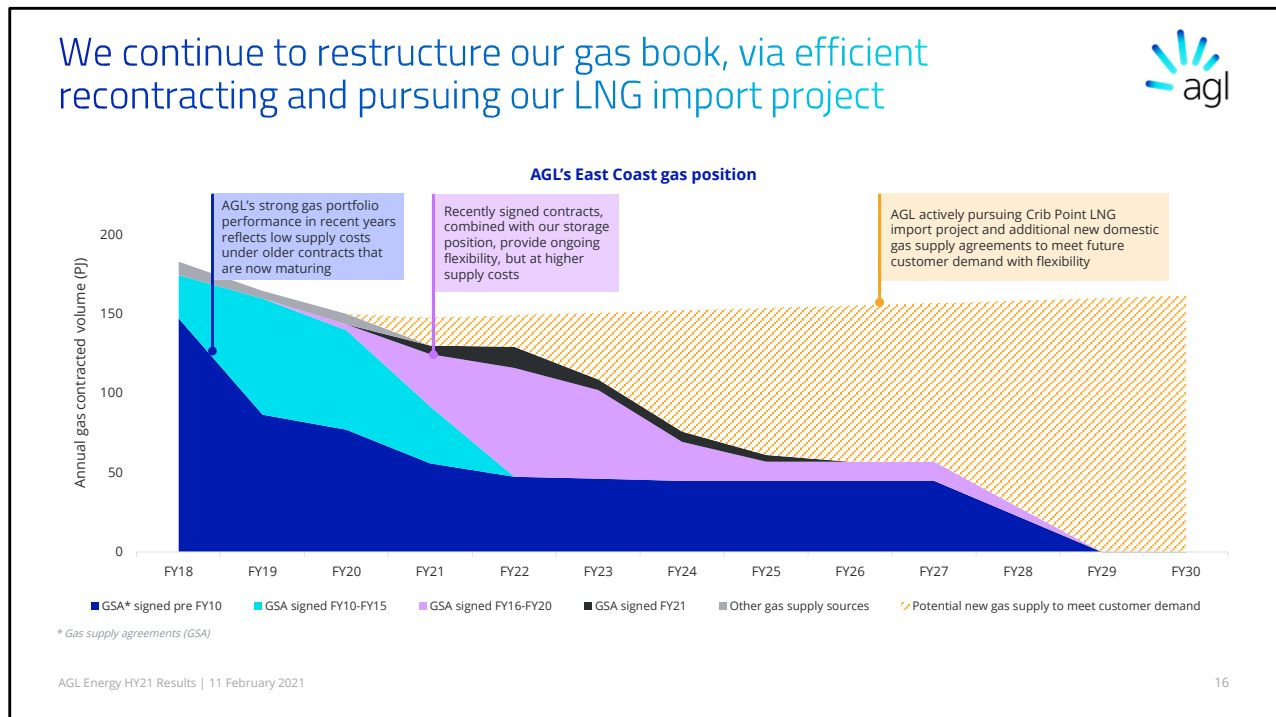 We continue to restructure our gas book, via efficient
recontracting and pursuing our LNG import project
agl
AGL's East Coast gas position
AGL's strong gas portfolio
performance in recent years
reflects low supply costs
under older contracts that
are now maturing
Recently signed contracts,
combined with our storage
position, provide ongoing
flexibility, but at higher
supply costs
AGL actively pursuing Crib Point LNG
import project and additional new domestic
gas supply agreements to meet future
customer demand with flexibility
Annual gas contracted volume (PJ)
200
150
100
50
0
FY18 FY19 FY20 FY21 FY22 FY23 FY24 FY25 FY26 FY27 FY28 FY29 FY30
GSA* signed pre FY10 GSA signed FY10-FY15 GSA signed FY16-FY20 GSA signed FY21 Other gas supply sources Potential new gas supply to meet customer demand
* Gas supply agreements (GSA)
AGL Energy HY21 Results | 11 February 2021
16